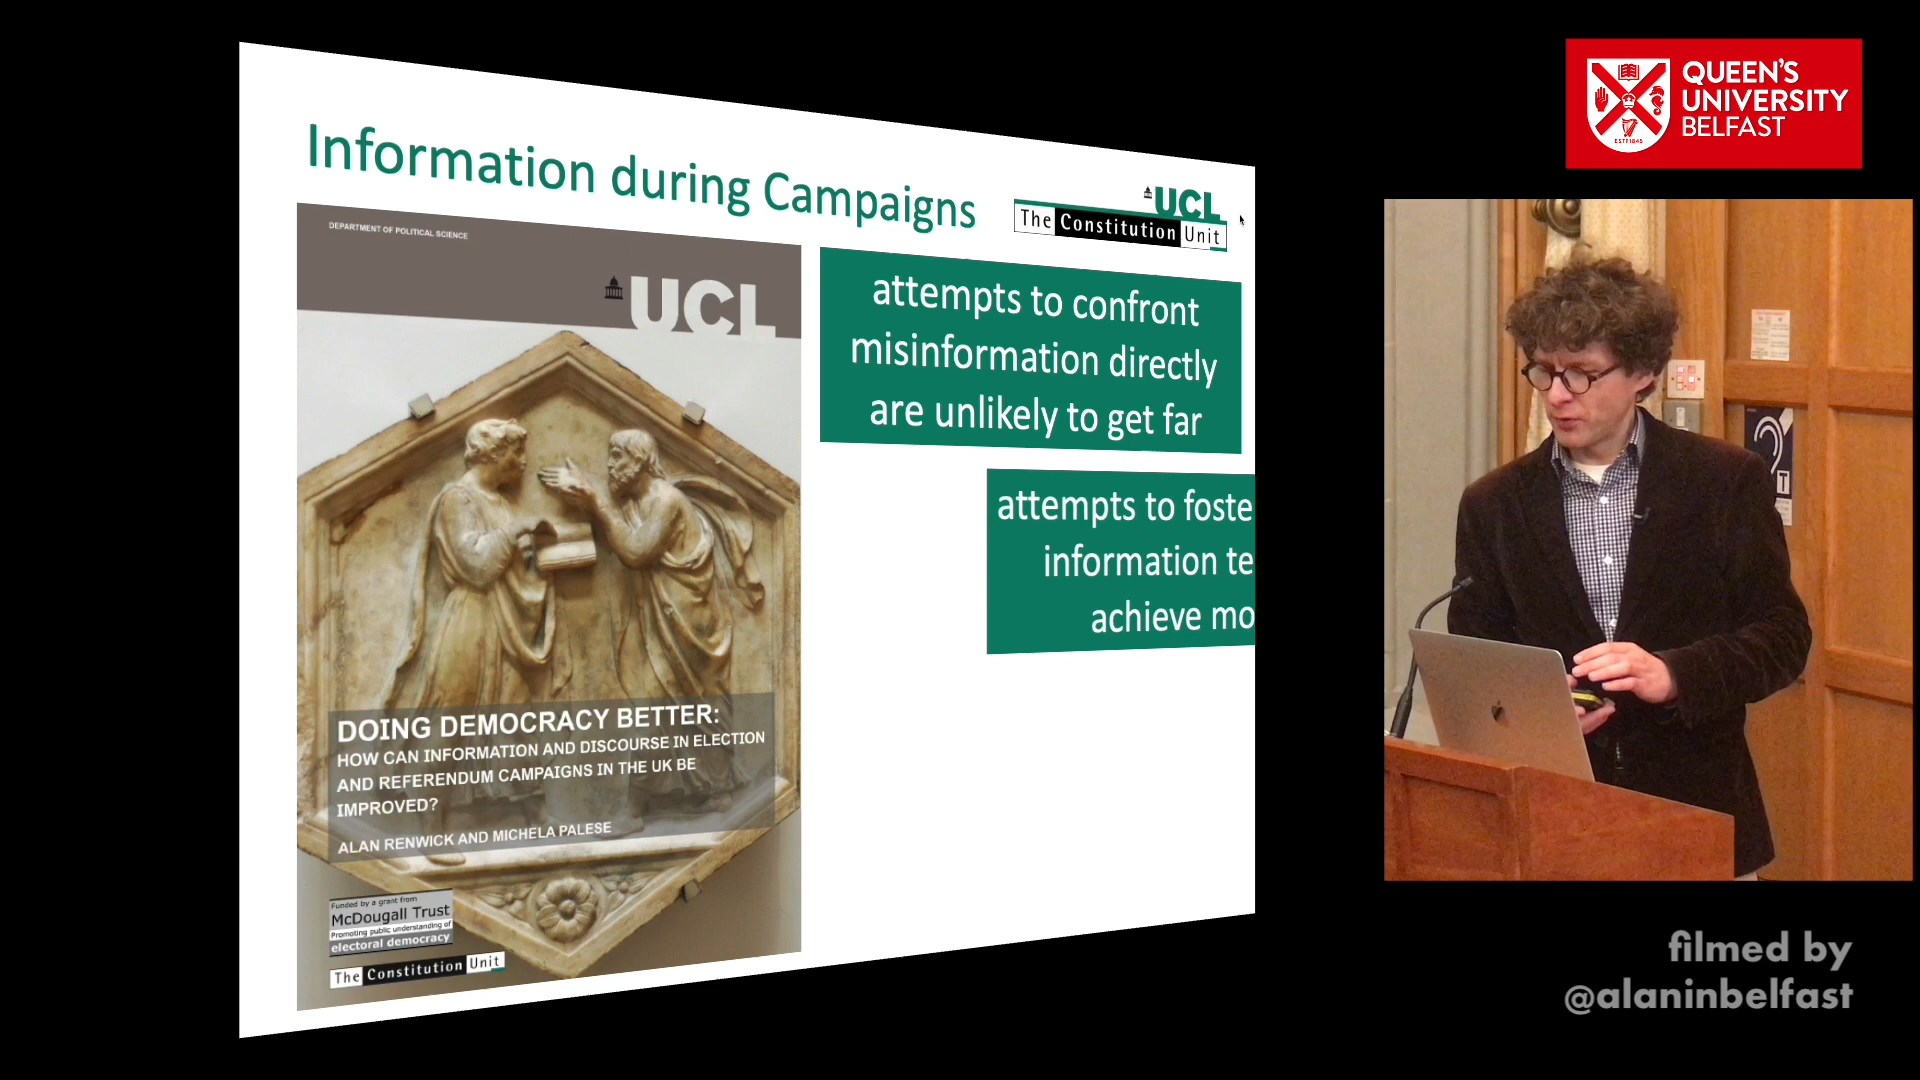 Information during Campaigns
UCL
The Constitution Unit
DEPARTMENT OF POLITICAL SCIENCE
UCL
DOING DEMOCRACY BETTER:
HOW CAN INFORMATION AND DISCOURSE IN ELECTION
AND REFERENDUM CAMPAIGNS IN THE UK BE
IMPROVED?
ALAN RENWICK AND MICHELA PALESE
Funded by a grant from
McDougall Trust
Promoting public understanding of
electoral democracy
The Constitution Unit
attempts to confront
misinformation directly
are unlikely to get far
attempts to foste
information te
achieve mo
QUEEN'S
UNIVERSITY
BELFAST
ESTD1845
T
filmed by
@alaninbelfast